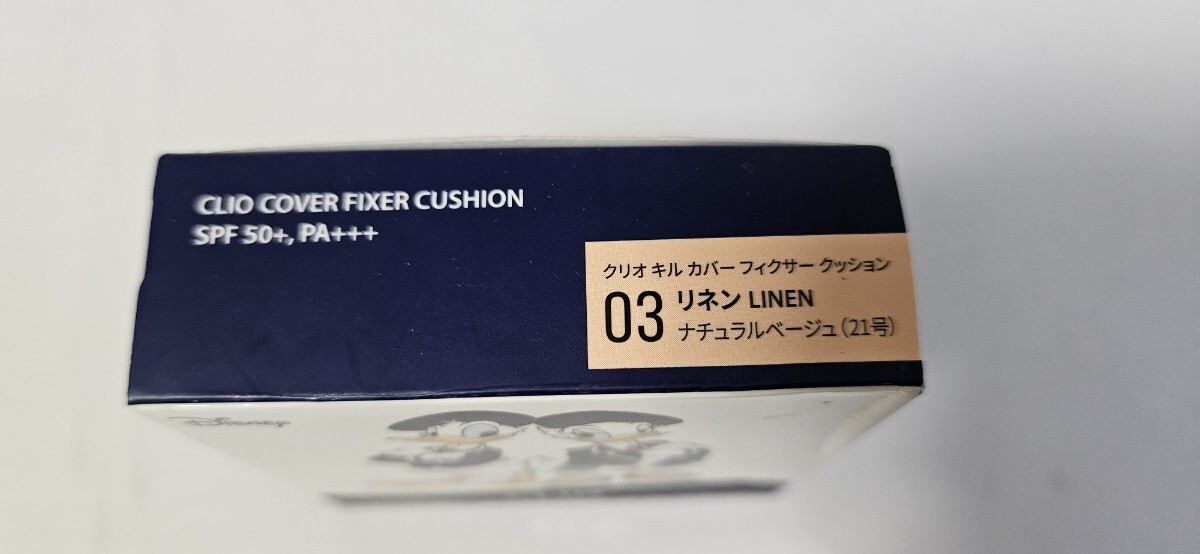 CLIO COVER FIXER CUSHION
SPF 50+, PA+++
クリオ キル カバー フィクサー クッション
03 リネン LINEN
ナチュラルベージュ(21号)
Disney